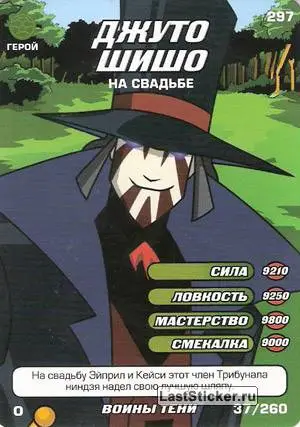 297
ГЕРОЙ
ДЖУТО
ШИШО
НА СВАДЬБЕ
СИЛА 9210
ЛОВКОСТЬ 9250
МАСТЕРСТВО 9800
СМЕКАЛКА 9000
На свадьбу Эйприл и Кейси этот член Трибунала
ниндзя надел свою лучшую шляпу.
LastSticker.ru
0 ВОИНЫ ТЕНИ 37/260